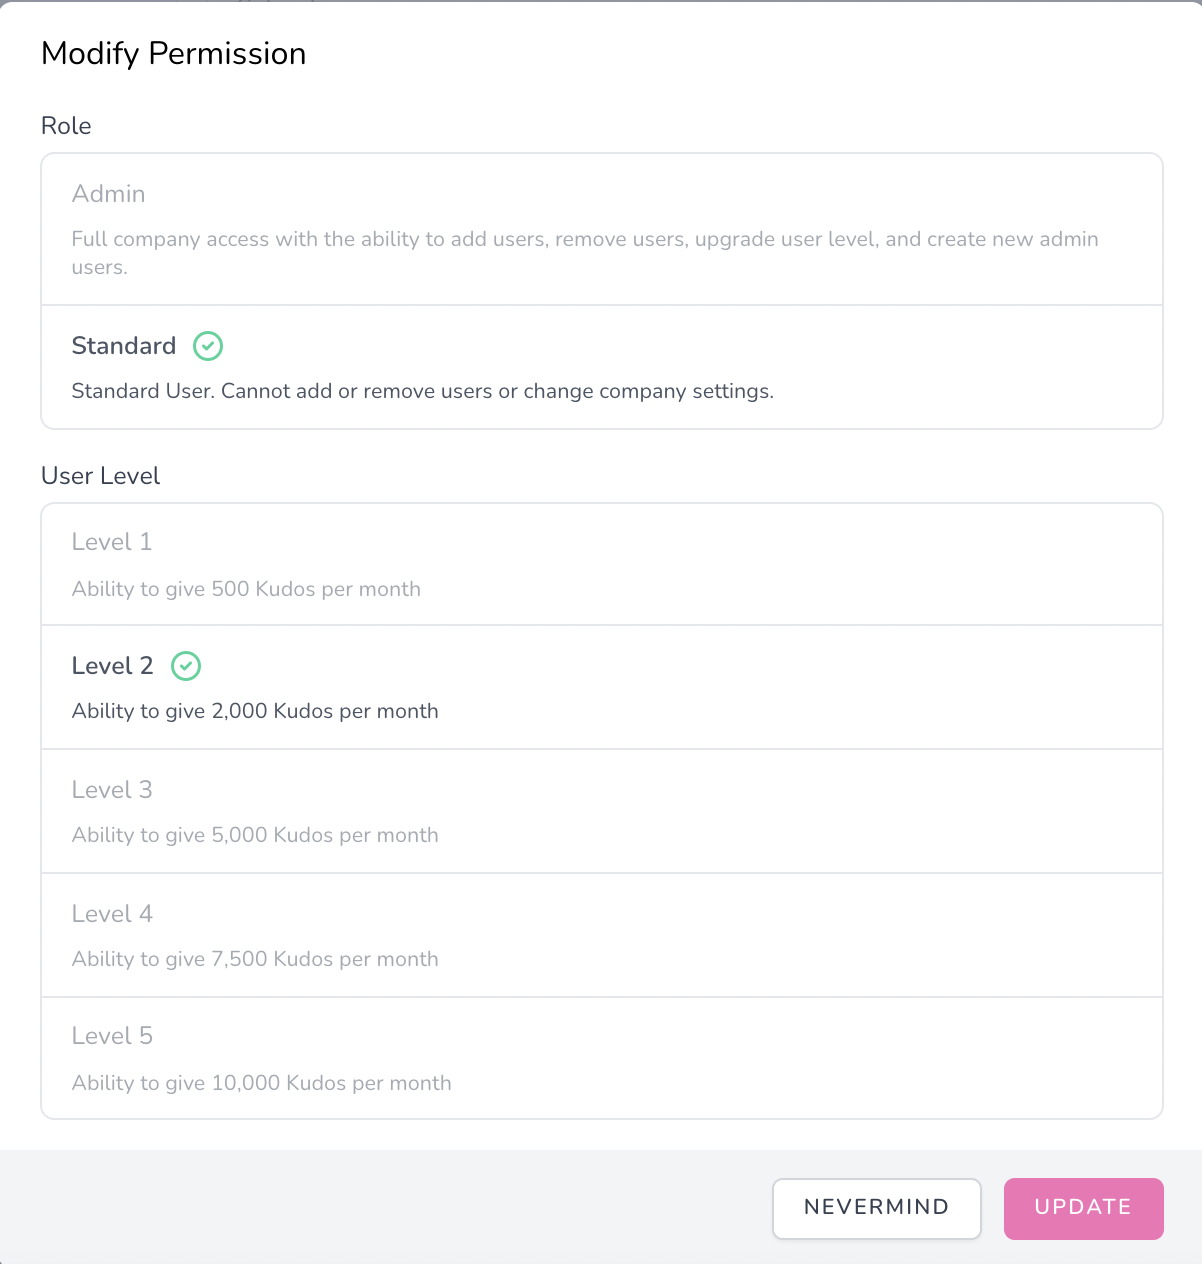 Modify Permission
Role
Admin
Full company access with the ability to add users, remove users, upgrade user level, and create new admin
users.
Standard
Standard User. Cannot add or remove users or change company settings.
User Level
Level 1
Ability to give 500 Kudos per month
Level 2
Ability to give 2,000 Kudos per month
Level 3
Ability to give 5,000 Kudos per month
Level 4
Ability to give 7,500 Kudos per month
Level 5
Ability to give 10,000 Kudos per month
NEVERMIND
UPDATE